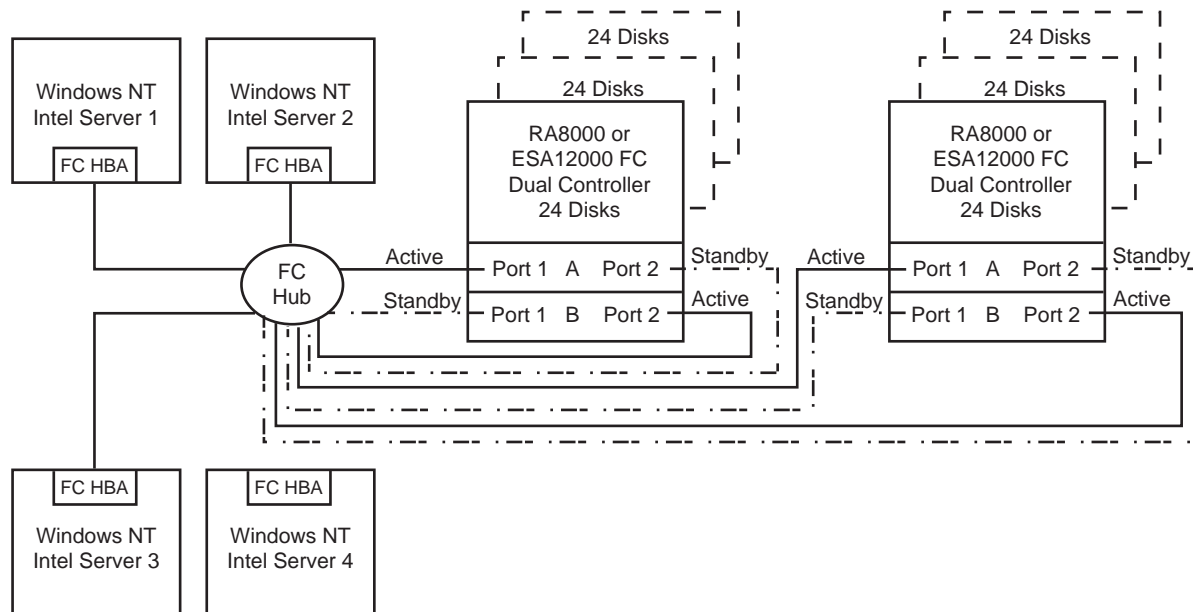 Windows NT
Intel Server 1
FC HBA
Windows NT
Intel Server 2
FC HBA
24 Disks
24 Disks
RA8000 or
ESA12000 FC
Dual Controller
24 Disks
24 Disks
24 Disks
RA8000 or
ESA12000 FC
Dual Controller
24 Disks
FC
Hub
Active
Port 1 A Port 2
Standby
Standby
Port 1 B Port 2
Active
Active
Port 1 A Port 2
Standby
Standby
Port 1 B Port 2
Active
FC HBA
Windows NT
Intel Server 3
FC HBA
Windows NT
Intel Server 4